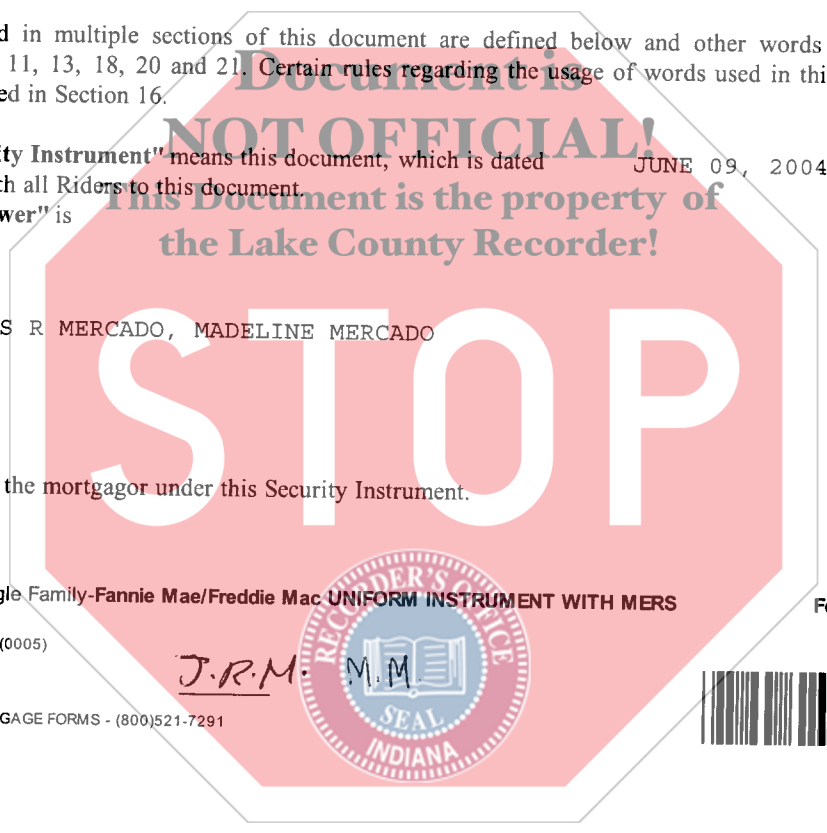 d in multiple sections of this document are defined below and other words
11, 13, 18, 20 and 21. Certain rules regarding the usage of words used in thi
ed in Section 16.
Document is
NOT OFFICIAL!
This Document is the property of
the Lake County Recorder!
ty Instrument" means this document, which is dated JUNE 09, 2004
th all Riders to this document.
wer" is
S R MERCADO, MADELINE MERCADO
STOP
the mortgagor under this Security Instrument.
gle Family-Fannie Mae/Freddie Mac UNIFORM INSTRUMENT WITH MERS Fo
(0005)
J.R.M. M.M.
GAGE FORMS - (800)521-7291
RECORDER'S OFFICE
SEAL
INDIANA